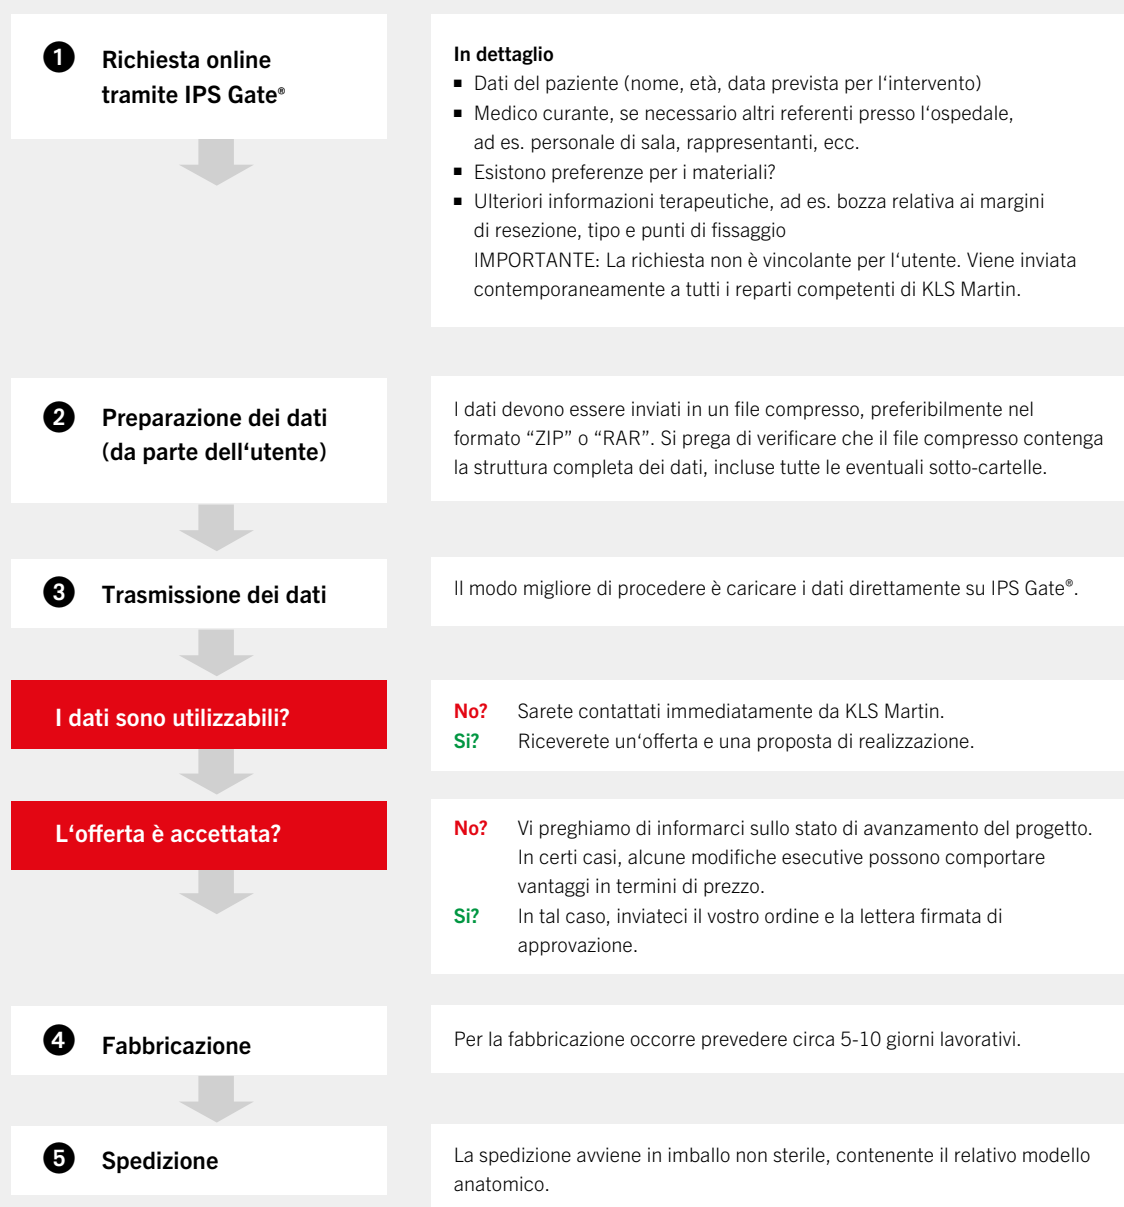 1 Richiesta online
tramite IPS Gate®
In dettaglio
▪ Dati del paziente (nome, età, data prevista per l‘intervento)
▪ Medico curante, se necessario altri referenti presso l‘ospedale,
ad es. personale di sala, rappresentanti, ecc.
▪ Esistono preferenze per i materiali?
▪ Ulteriori informazioni terapeutiche, ad es. bozza relativa ai margini
di resezione, tipo e punti di fissaggio
IMPORTANTE: La richiesta non è vincolante per l‘utente. Viene inviata
contemporaneamente a tutti i reparti competenti di KLS Martin.
2 Preparazione dei dati
(da parte dell‘utente)
I dati devono essere inviati in un file compresso, preferibilmente nel
formato “ZIP” o “RAR”. Si prega di verificare che il file compresso contenga
la struttura completa dei dati, incluse tutte le eventuali sotto-cartelle.
3 Trasmissione dei dati
Il modo migliore di procedere è caricare i dati direttamente su IPS Gate®.
I dati sono utilizzabili?
No? Sarete contattati immediatamente da KLS Martin.
Si? Riceverete un‘offerta e una proposta di realizzazione.
L‘offerta è accettata?
No? Vi preghiamo di informarci sullo stato di avanzamento del progetto.
In certi casi, alcune modifiche esecutive possono comportare
vantaggi in termini di prezzo.
Si? In tal caso, inviateci il vostro ordine e la lettera firmata di
approvazione.
4 Fabbricazione
Per la fabbricazione occorre prevedere circa 5-10 giorni lavorativi.
5 Spedizione
La spedizione avviene in imballo non sterile, contenente il relativo modello
anatomico.